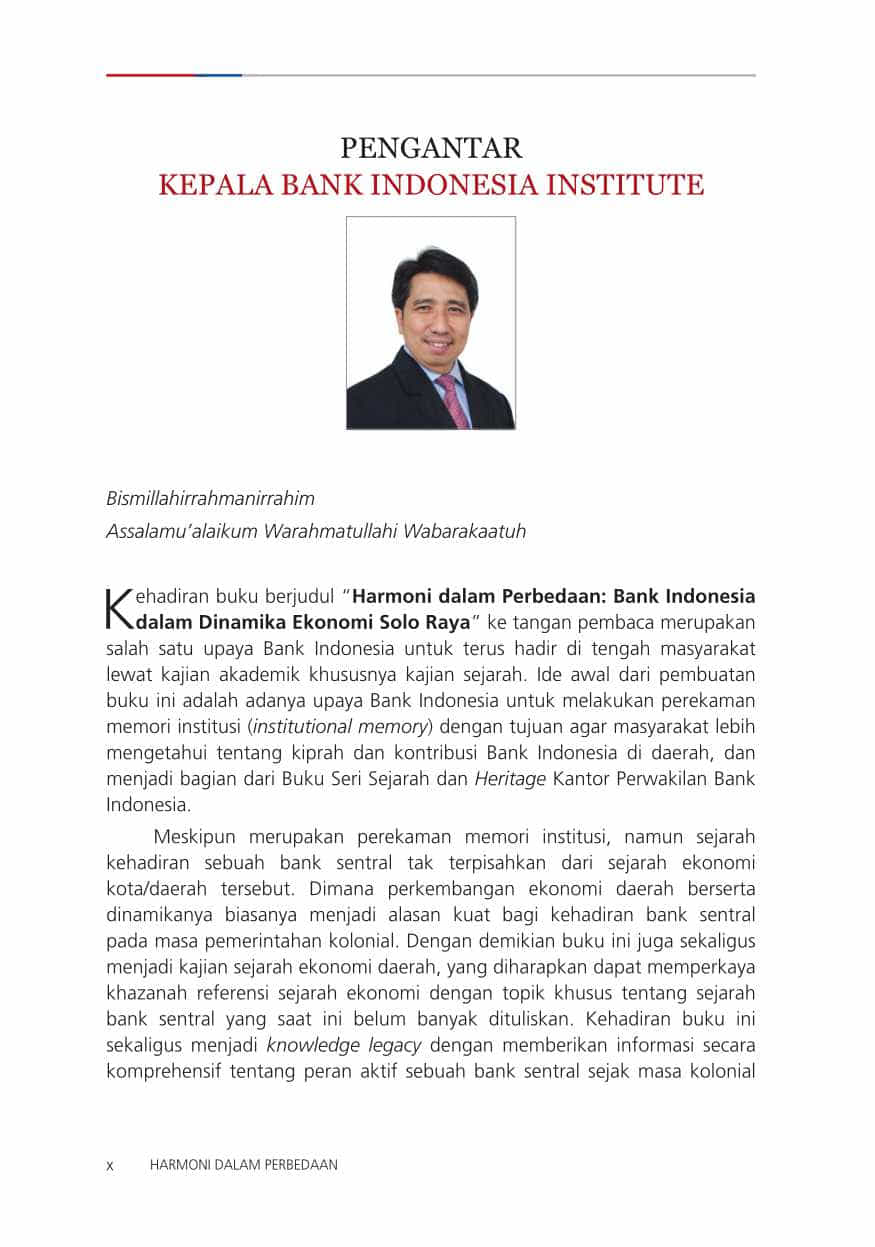 PENGANTAR
KEPALA BANK INDONESIA INSTITUTE
Bismillahirrahmanirrahim
Assalamu’alaikum Warahmatullahi Wabarakaatuh
Kehadiran buku berjudul “Harmoni dalam Perbedaan: Bank Indonesia
dalam Dinamika Ekonomi Solo Raya” ke tangan pembaca merupakan
salah satu upaya Bank Indonesia untuk terus hadir di tengah masyarakat
lewat kajian akademik khususnya kajian sejarah. Ide awal dari pembuatan
buku ini adalah adanya upaya Bank Indonesia untuk melakukan perekaman
memori institusi (institutional memory) dengan tujuan agar masyarakat lebih
mengetahui tentang kiprah dan kontribusi Bank Indonesia di daerah, dan
menjadi bagian dari Buku Seri Sejarah dan Heritage Kantor Perwakilan Bank
Indonesia.
Meskipun merupakan perekaman memori institusi, namun sejarah
kehadiran sebuah bank sentral tak terpisahkan dari sejarah ekonomi
kota/daerah tersebut. Dimana perkembangan ekonomi daerah berserta
dinamikanya biasanya menjadi alasan kuat bagi kehadiran bank sentral
pada masa pemerintahan kolonial. Dengan demikian buku ini juga sekaligus
menjadi kajian sejarah ekonomi daerah, yang diharapkan dapat memperkaya
khazanah referensi sejarah ekonomi dengan topik khusus tentang sejarah
bank sentral yang saat ini belum banyak dituliskan. Kehadiran buku ini
sekaligus menjadi knowledge legacy dengan memberikan informasi secara
komprehensif tentang peran aktif sebuah bank sentral sejak masa kolonial
x HARMONI DALAM PERBEDAAN